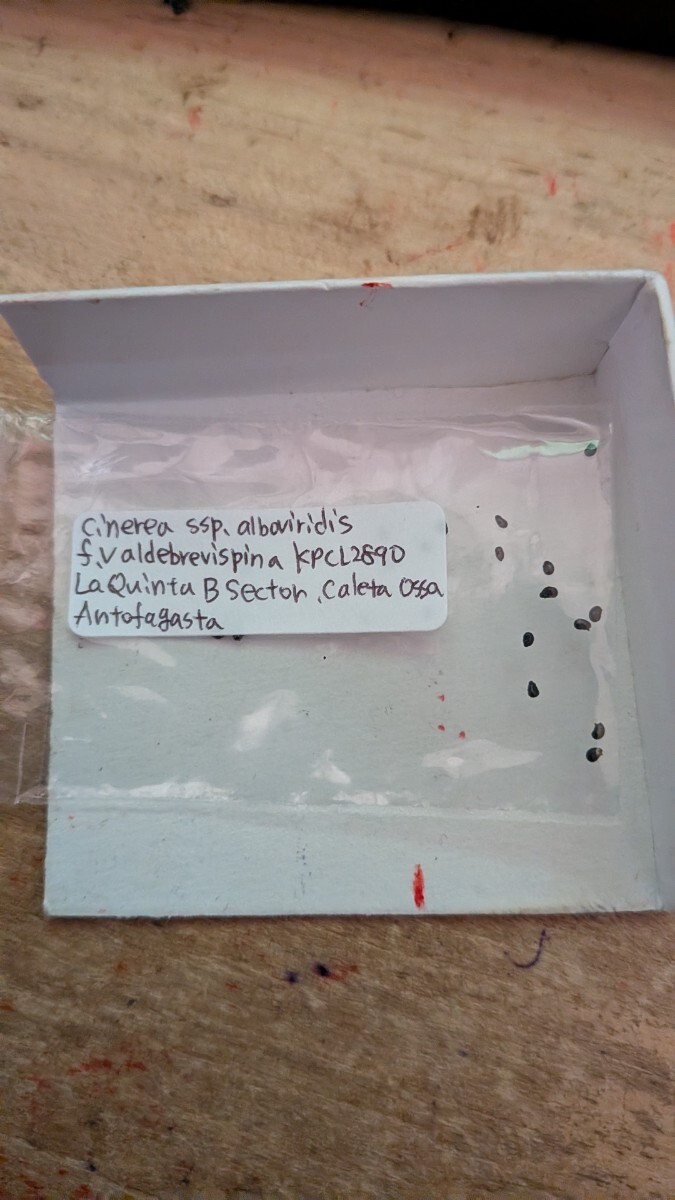 Cinerea ssp. alboviridis
f.valdebrevispina KPCL2890
La Quinta B Sector, Caleta Ossa
Antofagasta